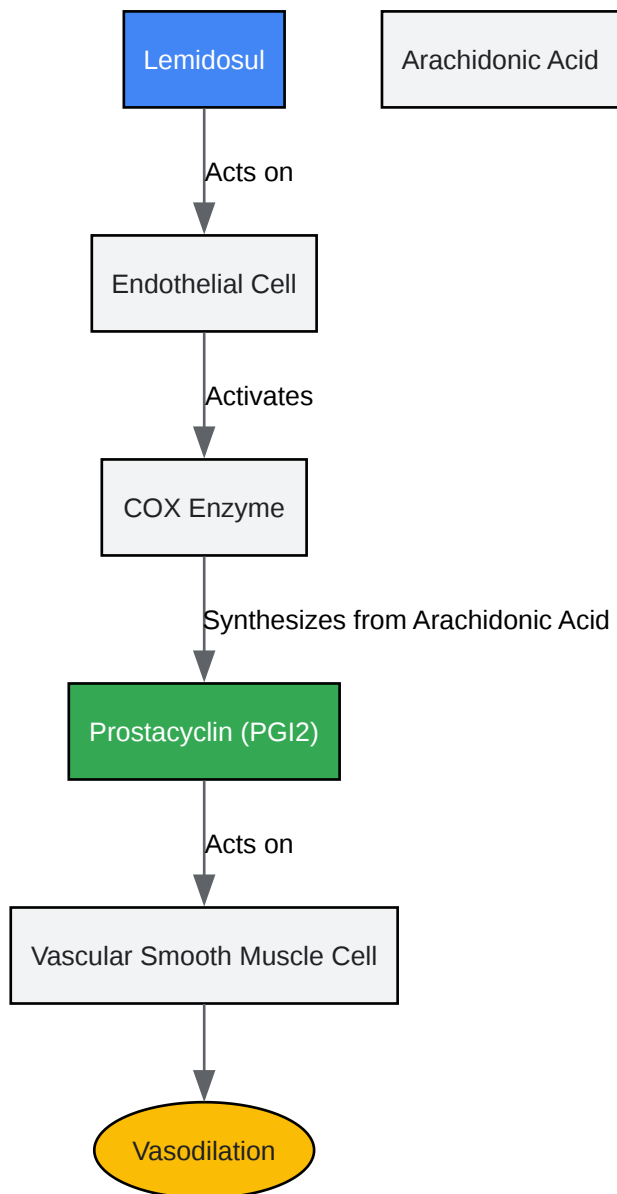 Lemidosul
Arachidonic Acid
Acts on
Endothelial Cell
Activates
COX Enzyme
Synthesizes from Arachidonic Acid
Prostacyclin (PGI2)
Acts on
Vascular Smooth Muscle Cell
Vasodilation